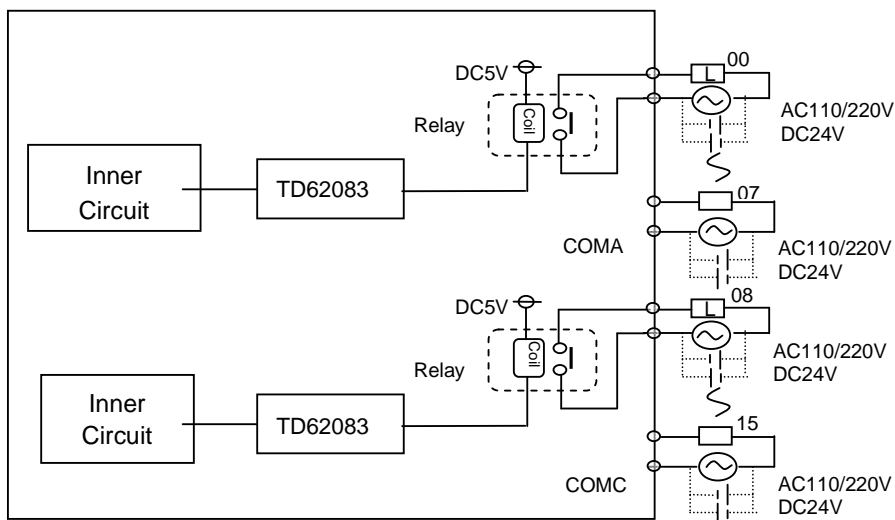 00
DC5V
L
AC110/220V
DC24V
Relay
Coil
Inner
Circuit
TD62083
07
COMA
AC110/220V
DC24V
08
DC5V
L
AC110/220V
DC24V
Relay
Coil
Inner
Circuit
TD62083
15
COMC
AC110/220V
DC24V